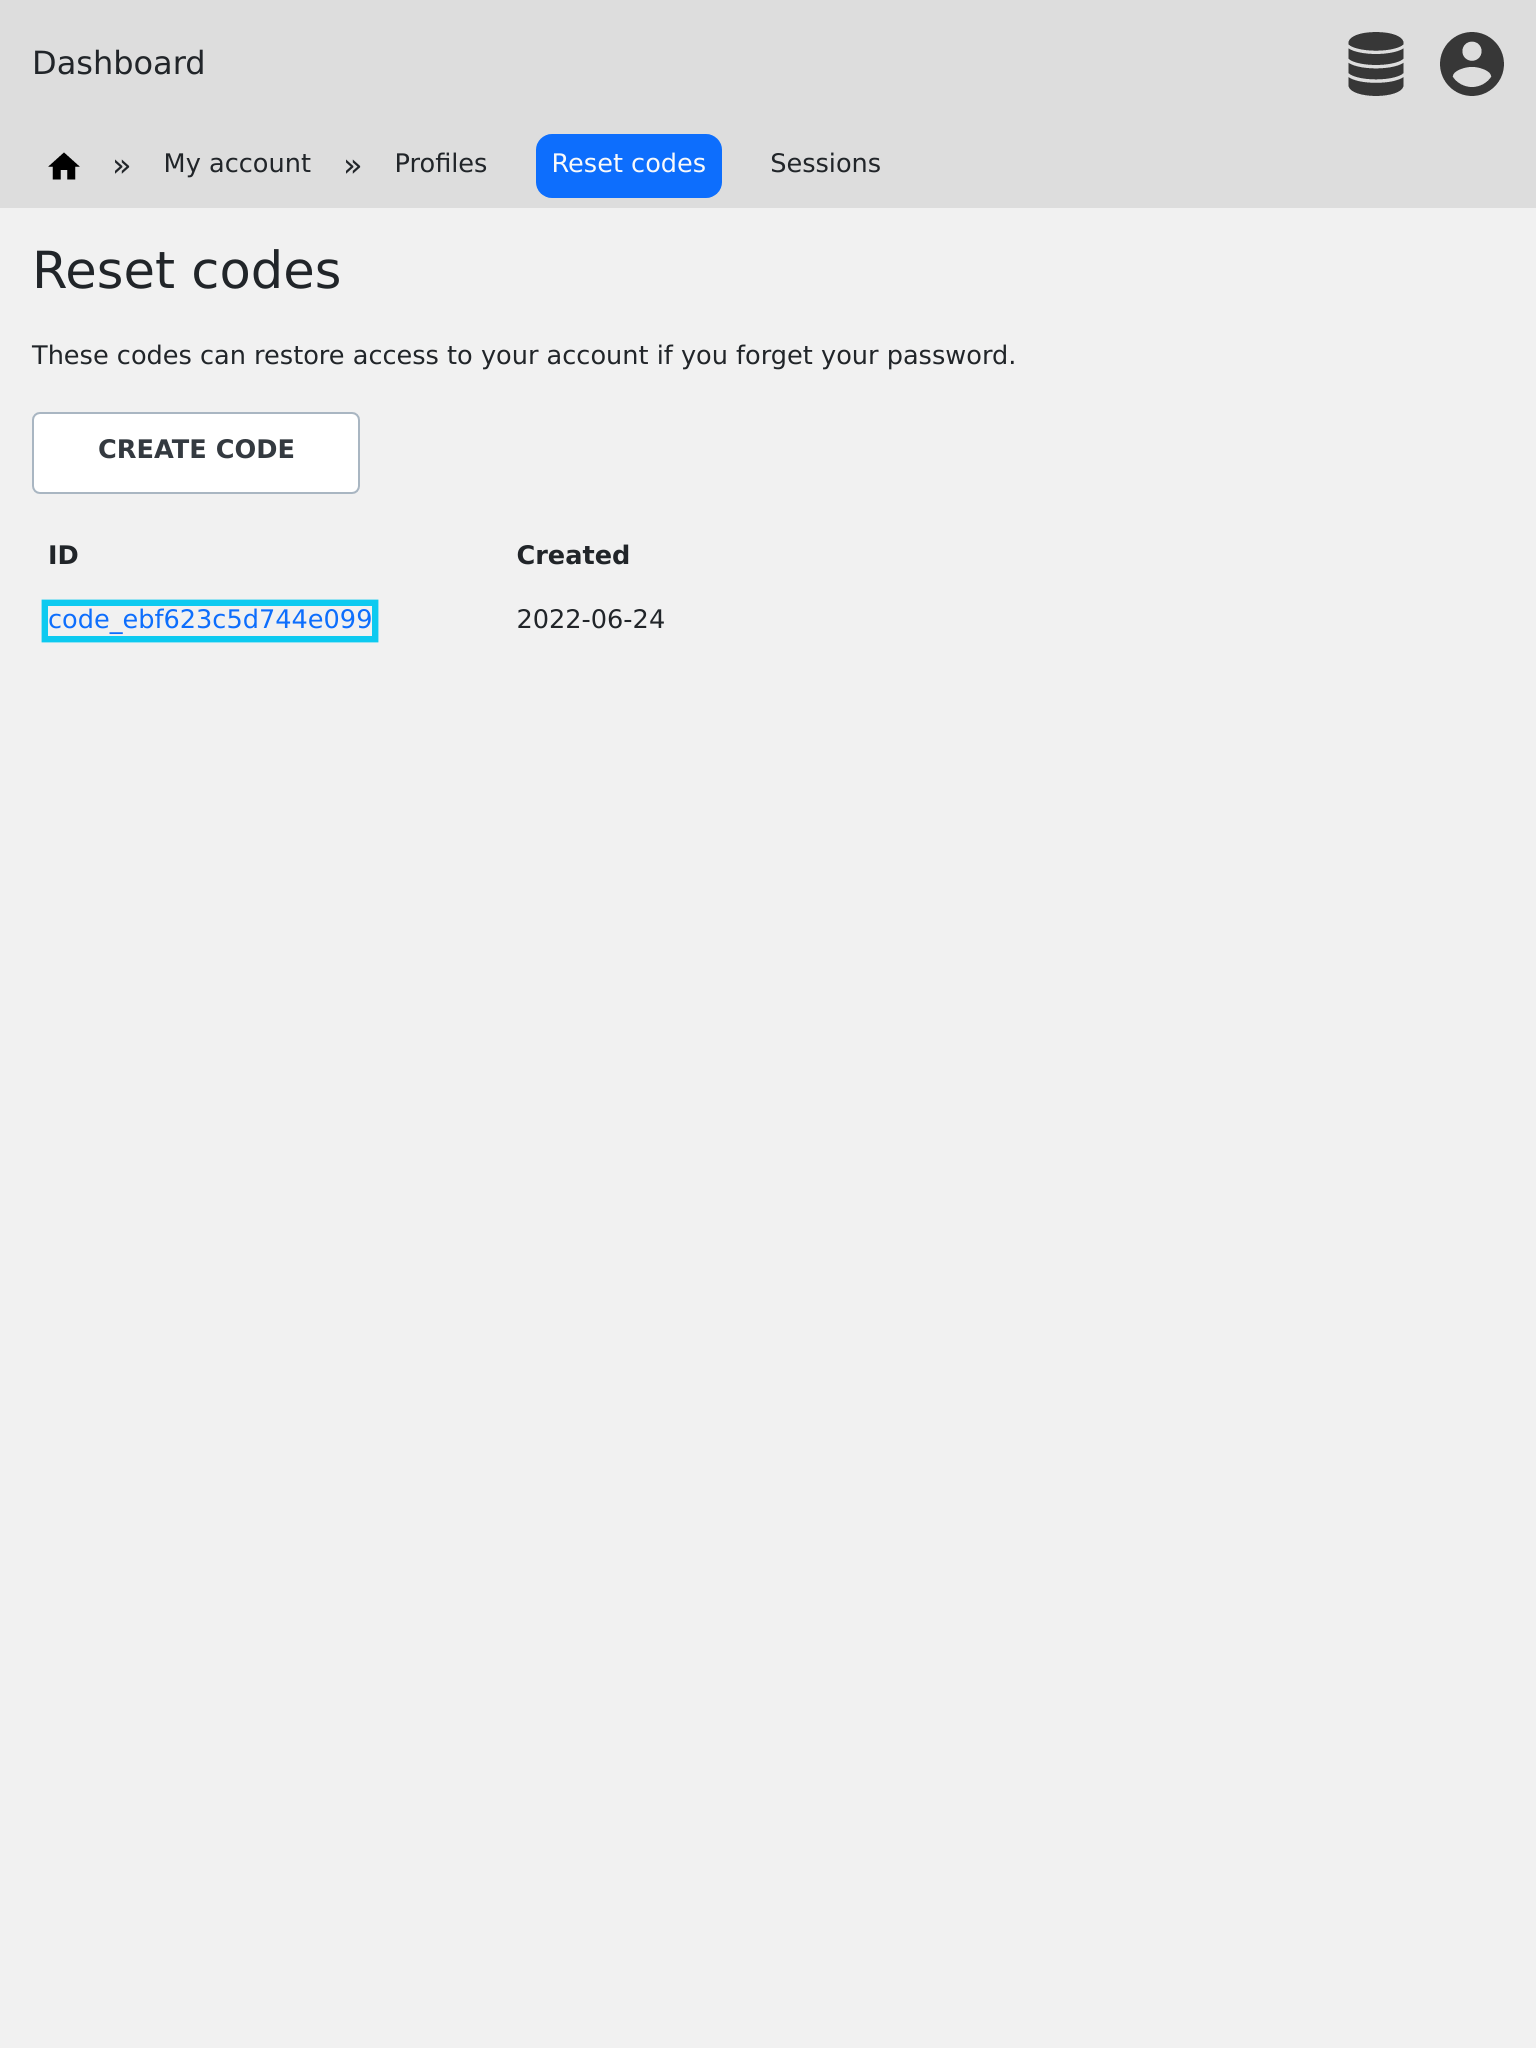 Dashboard
» My account » Profiles Reset codes Sessions
Reset codes
These codes can restore access to your account if you forget your password.
CREATE CODE
ID Created
code_ebf623c5d744e099 2022-06-24